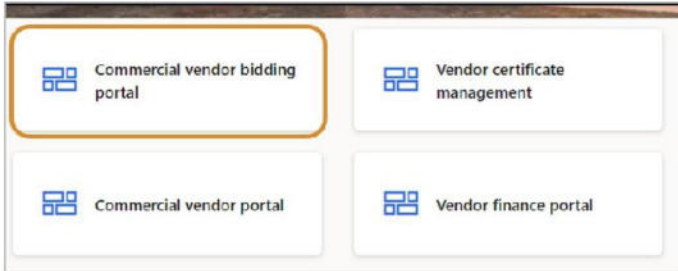 Commercial vendor bidding
portal
Vendor certificate
management
Commercial vendor portal
Vendor finance portal